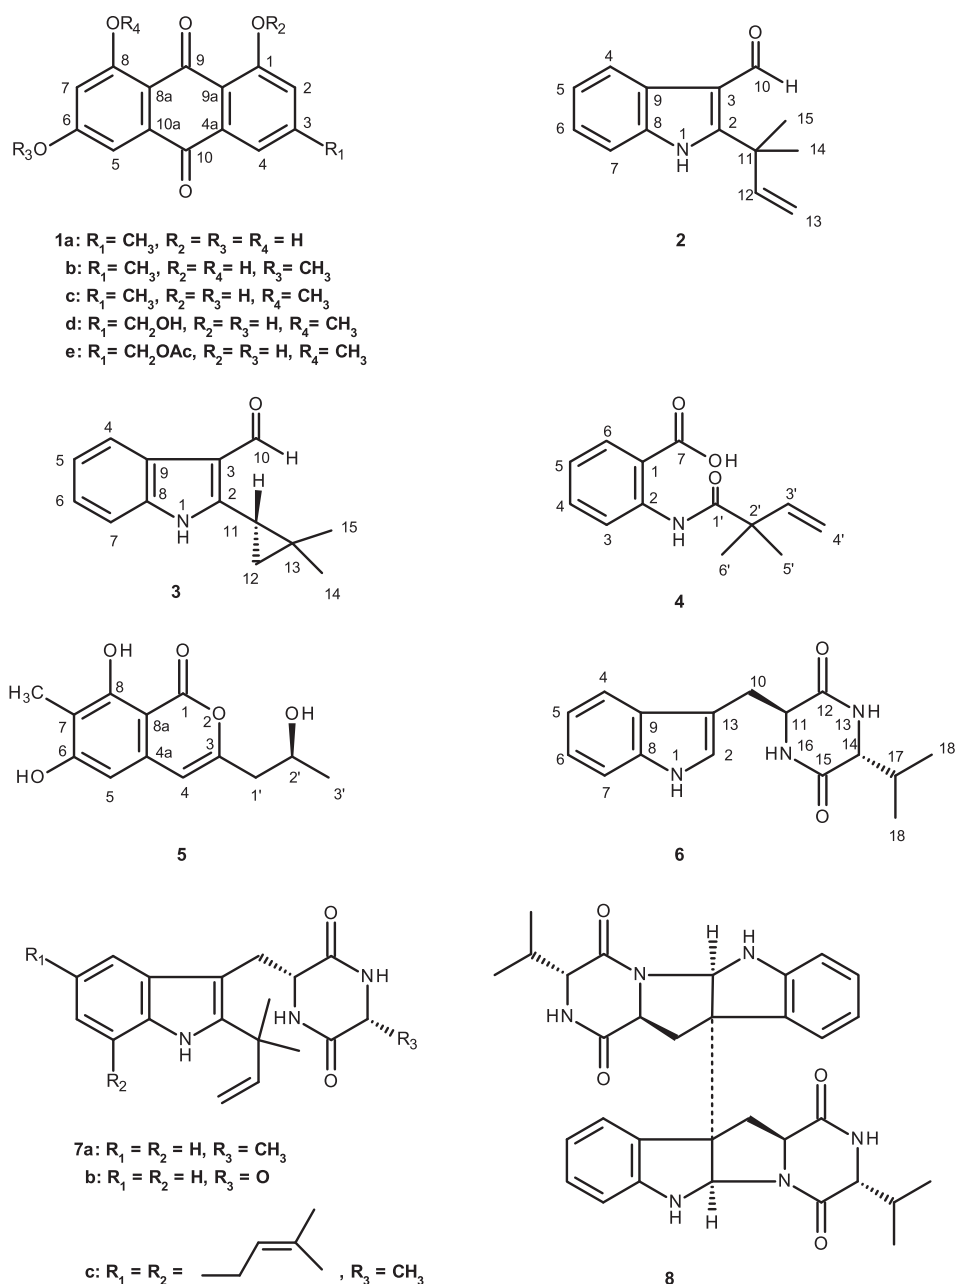 OR₄
O
OR₂
8
9
1
7
8a
9a
2
6
10a
4a
3
R₃O
5
10
4
R₁
O
1a: R₁= CH₃, R₂ = R₃ = R₄ = H
b: R₁= CH₃, R₂= R₄= H, R₃= CH₃
c: R₁= CH₃, R₂= R₃= H, R₄= CH₃
d: R₁= CH₂OH, R₂= R₃= H, R₄= CH₃
e: R₁= CH₂OAc, R₂= R₃= H, R₄= CH₃
O
4
10
H
5
9
3
6
8
1
2
15
7
N
H
11
14
12
13
2
O
4
10
H
5
9
3
H
6
8
1
2
7
N
H
11
15
12
13
14
3
O
6
7
OH
5
1
O
4
2
3'
3
N
H
1'
2'
4'
6'
5'
4
OH
O
H₃C
8
1
7
8a
O
2
OH
6
4a
3
2'
HO
5
4
1'
3'
5
O
4
10
12
5
9
13
11
13
NH
6
8
1
2
HN
16
14
17
18
7
N
H
15
O
18
6
O
R₁
NH
HN
N
H
R₃
R₂
O
7a: R₁ = R₂ = H, R₃ = CH₃
b: R₁ = R₂ = H, R₃ = O
c: R₁ = R₂ = , R₃ = CH₃
O
H
H
N
N
HN
O
O
NH
N
H
N
H
O
8